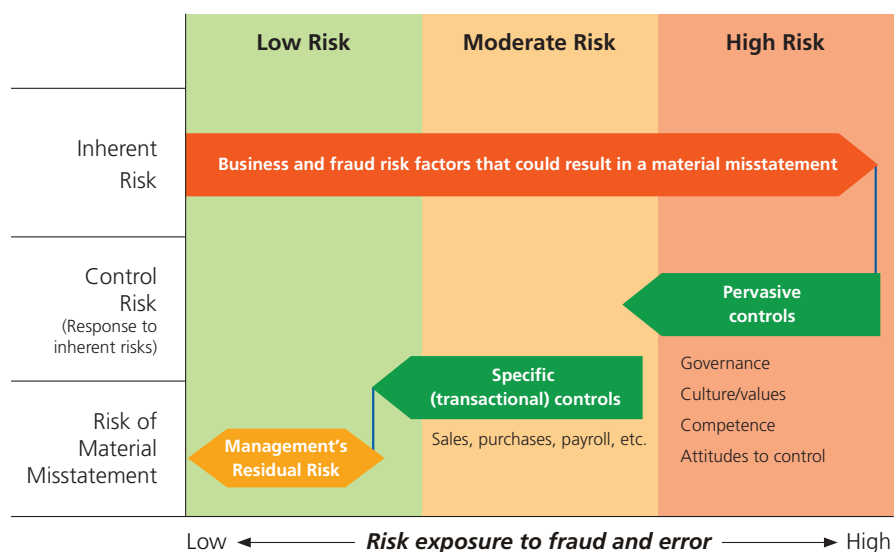 Low Risk
Moderate Risk
High Risk
Inherent
Risk
Business and fraud risk factors that could result in a material misstatement
Control
Risk
(Response to
inherent risks)
Pervasive
controls
Governance
Culture/values
Competence
Attitudes to control
Specific
(transactional) controls
Sales, purchases, payroll, etc.
Risk of
Material
Misstatement
Management's
Residual Risk
Low Risk exposure to fraud and error High